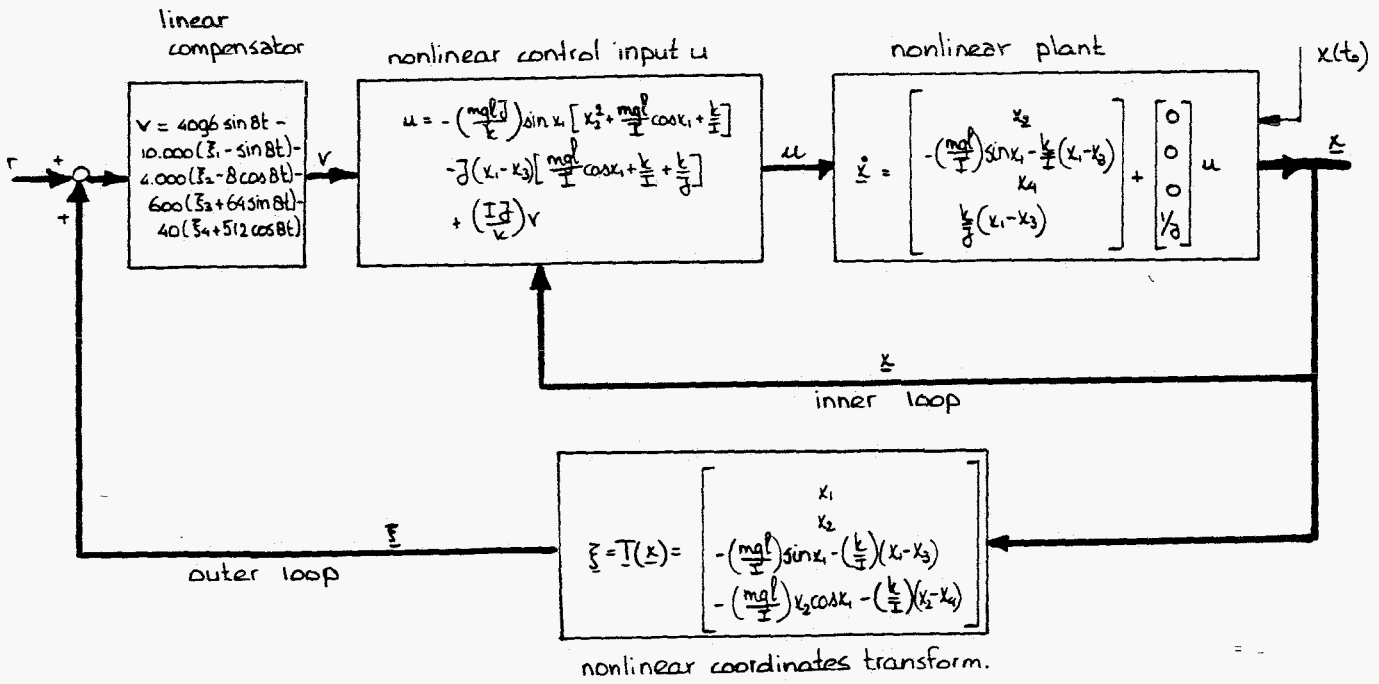 linear
compensator
nonlinear control input u
nonlinear plant
x(t₀)
v = 4096 sin 8t -
10.000(ξ₁ - sin 8t) -
4.000(ξ₂ - 8cos 8t) -
600(ξ₃ + 64 sin 8t) -
40(ξ₄ + 512 cos 8t)
u = -(mglJ/k) sin x₁ [x₂² + mgl/I cos x₁ + k/I]
-J(x₁ - x₃)[mgl/I cos x₁ + k/I + k/J]
+ (IJ/k) v
ẋ = [
x₂
-(mgl/I) sin x₁ - k/I (x₁ - x₃)
x₄
k/J (x₁ - x₃)
] + [
0
0
0
1/J
] u
r
+
+
v
u
x
x
inner loop
ξ
outer loop
ξ = T(x) = [
x₁
x₂
-(mgl/I) sin x₁ - (k/I)(x₁ - x₃)
-(mgl/I) x₂ cos x₁ - (k/I)(x₂ - x₄)
]
nonlinear coordinates transform.